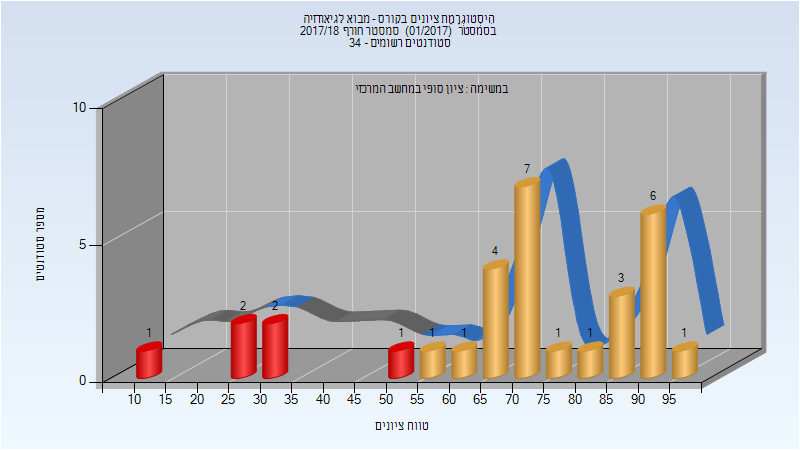 היסטוגרמת ציונים בקורס - מבוא לגיאודזיה
בסמסטר (01/2017) סמסטר חורף 2017/18
סטודנטים רשומים - 34
במשימה : ציון סופי במחשב המרכזי
מספר סטודנטים
10
5
0
1
2
2
1
1
1
4
7
1
1
3
6
1
10 15 20 25 30 35 40 45 50 55 60 65 70 75 80 85 90 95
טווח ציונים